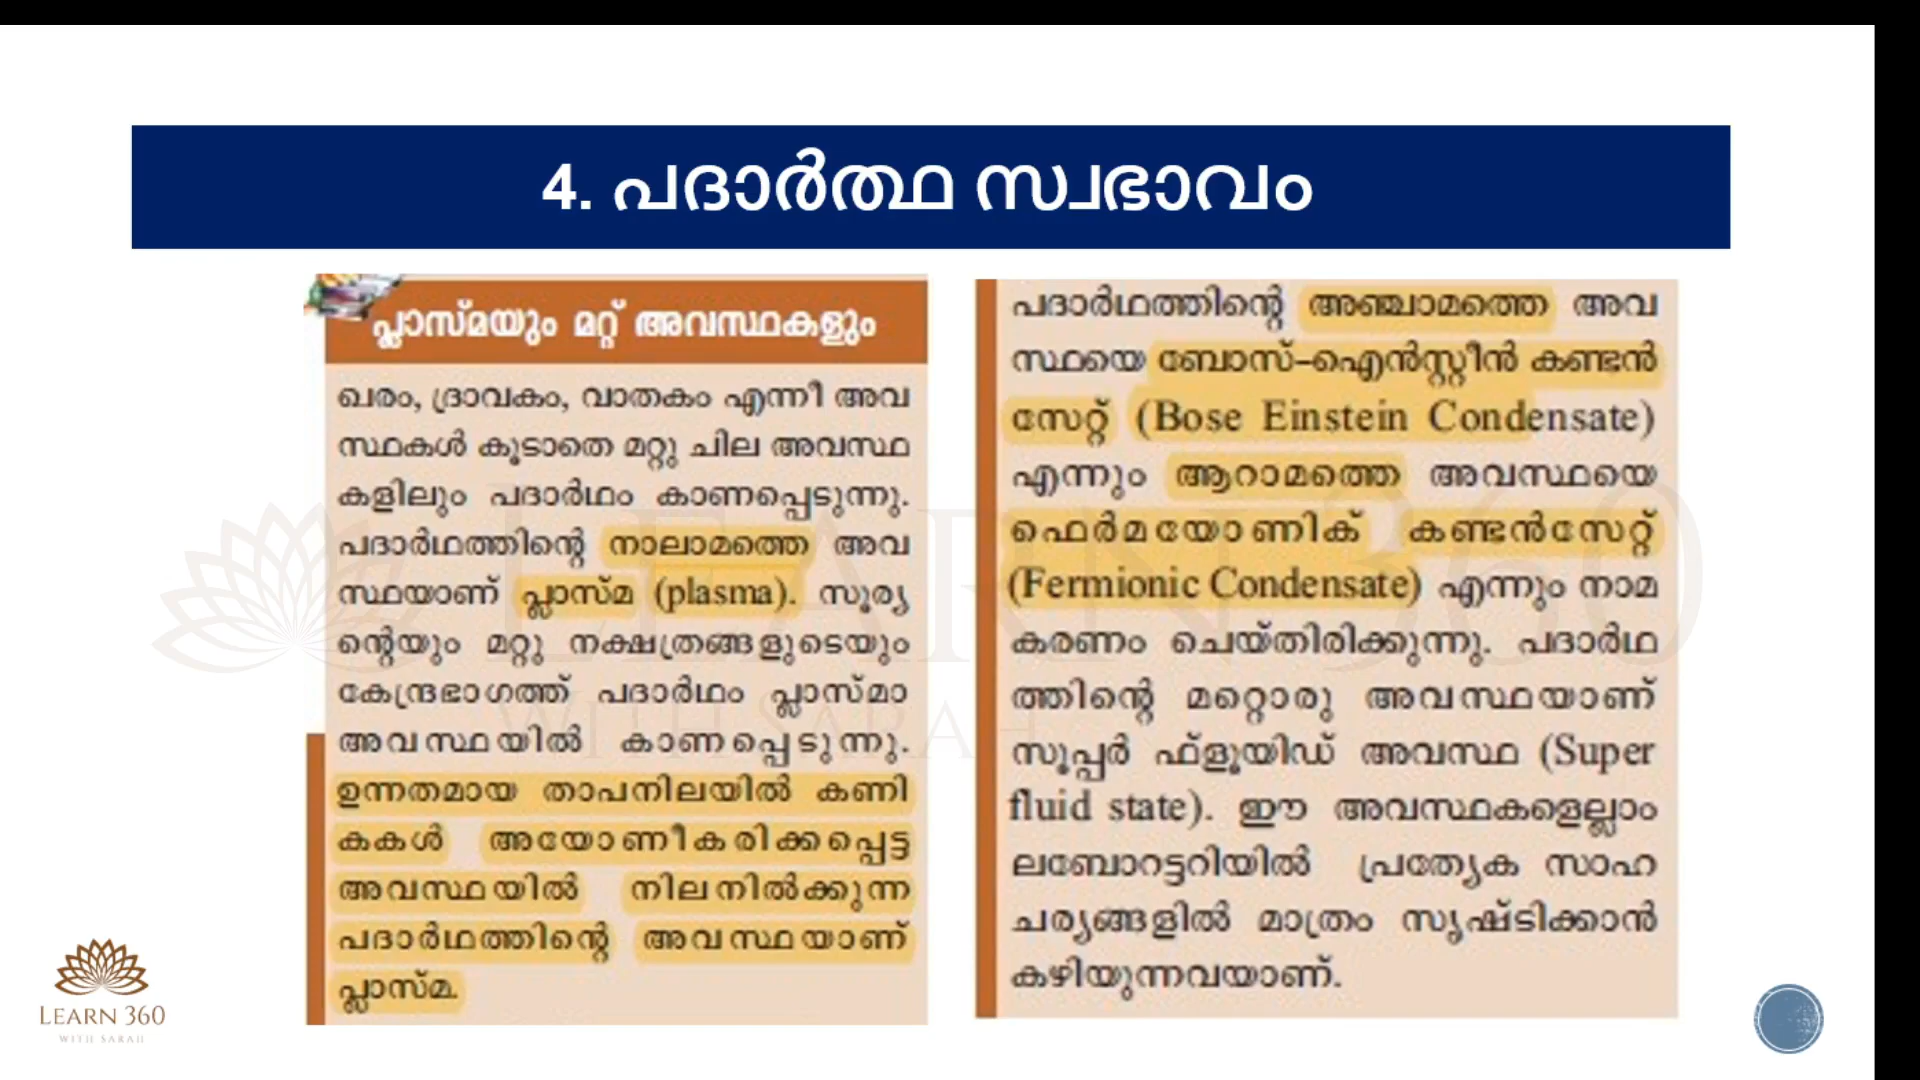 4. പദാർത്ഥ സ്വഭാവം
പ്ലാസ്മയും മറ്റ് അവസ്ഥകളും
ഖരം, ദ്രാവകം, വാതകം എന്നീ അവ
സ്ഥകൾ കൂടാതെ മറ്റു ചില അവസ്ഥ
കളിലും പദാർഥം കാണപ്പെടുന്നു.
പദാർഥത്തിന്റെ നാലാമത്തെ അവ
സ്ഥയാണ് പ്ലാസ്മ (plasma). സൂര്യ
ന്റെയും മറ്റു നക്ഷത്രങ്ങളുടെയും
കേന്ദ്രഭാഗത്ത് പദാർഥം പ്ലാസ്മാ
അവസ്ഥയിൽ കാണപ്പെടുന്നു.
ഉന്നതമായ താപനിലയിൽ കണി
കകൾ അയോണീകരിക്കപ്പെട്ട
അവസ്ഥയിൽ നിലനിൽക്കുന്ന
പദാർഥത്തിന്റെ അവസ്ഥയാണ്
പ്ലാസ്മ.
പദാർഥത്തിന്റെ അഞ്ചാമത്തെ അവ
സ്ഥയെ ബോസ്-ഐൻസ്റ്റീൻ കണ്ടൻ
സേറ്റ് (Bose Einstein Condensate)
എന്നും ആറാമത്തെ അവസ്ഥയെ
ഫെർമയോണിക് കണ്ടൻസേറ്റ്
(Fermionic Condensate) എന്നും നാമ
കരണം ചെയ്തിരിക്കുന്നു. പദാർഥ
ത്തിന്റെ മറ്റൊരു അവസ്ഥയാണ്
സൂപ്പർ ഫ്ളൂയിഡ് അവസ്ഥ (Super
fluid state). ഈ അവസ്ഥകളെല്ലാം
ലബോറട്ടറിയിൽ പ്രത്യേക സാഹ
ചര്യങ്ങളിൽ മാത്രം സൃഷ്ടിക്കാൻ
കഴിയുന്നവയാണ്.
LEARN 360
WITH SARAH
LEARN 360
WITH SARAH